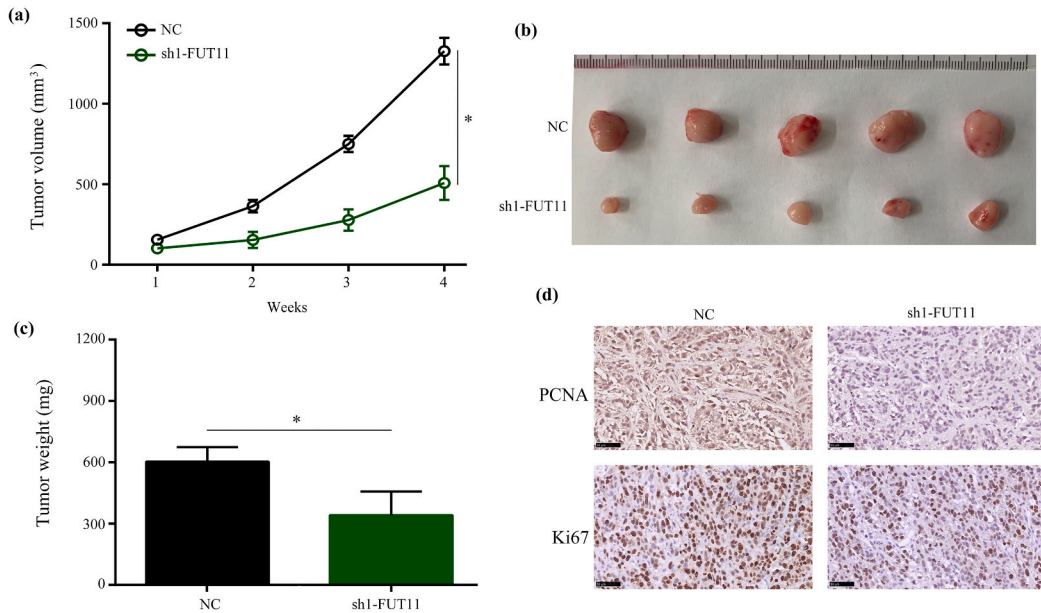 (a)
NC
sh1-FUT11
Tumor volume (mm³)
1500
1000
500
0
*
1 2 3 4
Weeks
(b)
NC
sh1-FUT11
(c)
Tumor weight (mg)
1200
900
600
300
0
*
NC sh1-FUT11
(d)
NC sh1-FUT11
PCNA
Ki67